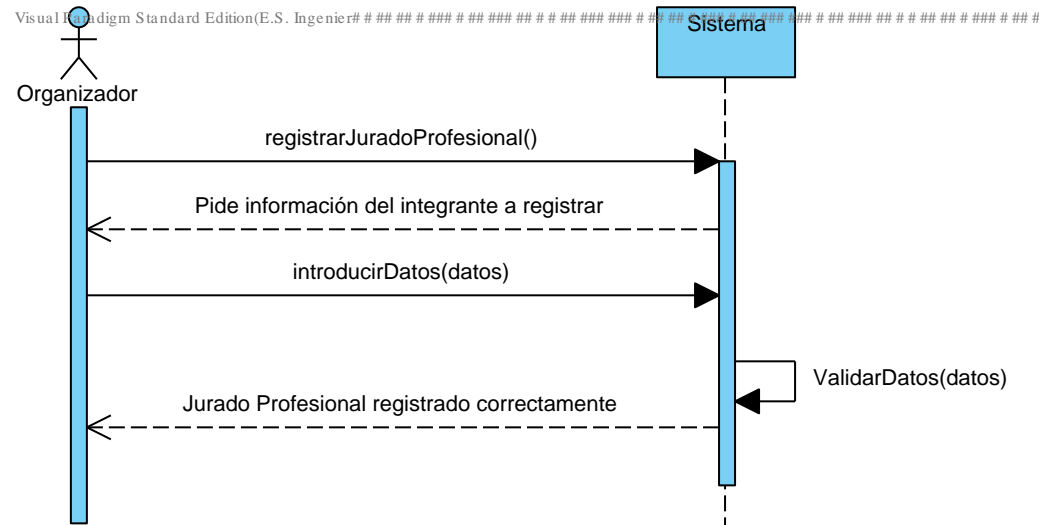 Visual Paradigm Standard Edition(E.S. Ingenier
Sistema
Organizador
registrarJuradoProfesional()
Pide información del integrante a registrar
introducirDatos(datos)
ValidarDatos(datos)
Jurado Profesional registrado correctamente